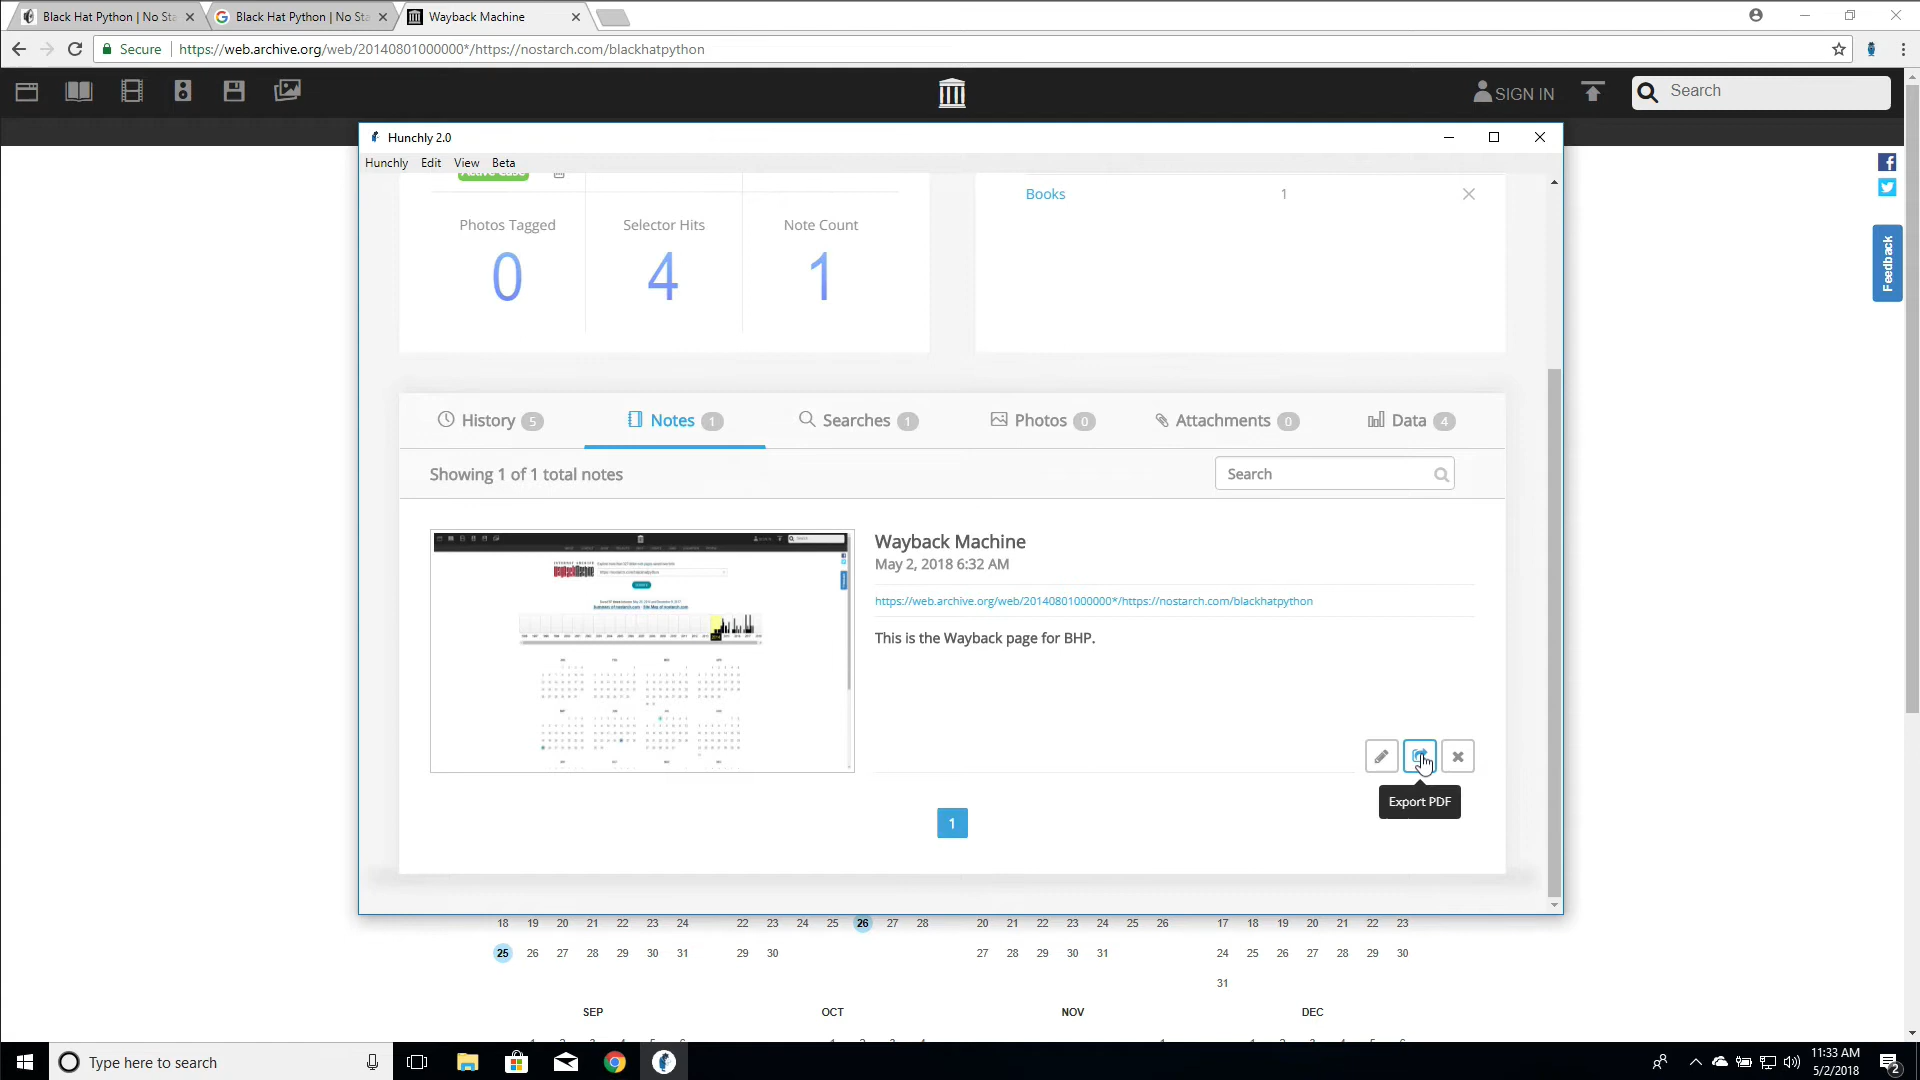 Black Hat Python | No Sta
Black Hat Python | No Sta
Wayback Machine
Secure
https://web.archive.org/web/20140801000000*/https://nostarch.com/blackhatpython
SIGN IN
Search
Hunchly 2.0
Hunchly Edit View Beta
Active Case
Books 1
Photos Tagged
Selector Hits
Note Count
0
4
1
Feedback
History 5
Notes 1
Searches 1
Photos 0
Attachments 0
Data 4
Showing 1 of 1 total notes
Search
Wayback Machine
May 2, 2018 6:32 AM
https://web.archive.org/web/20140801000000*/https://nostarch.com/blackhatpython
This is the Wayback page for BHP.
Export PDF
1
18 19 20 21 22 23 24 22 23 24 25 26 27 28 20 21 22 23 24 25 26 17 18 19 20 21 22 23
25 26 27 28 29 30 31 29 30 27 28 29 30 31 24 25 26 27 28 29 30
31
SEP OCT NOV DEC
Type here to search
11:33 AM
5/2/2018
2